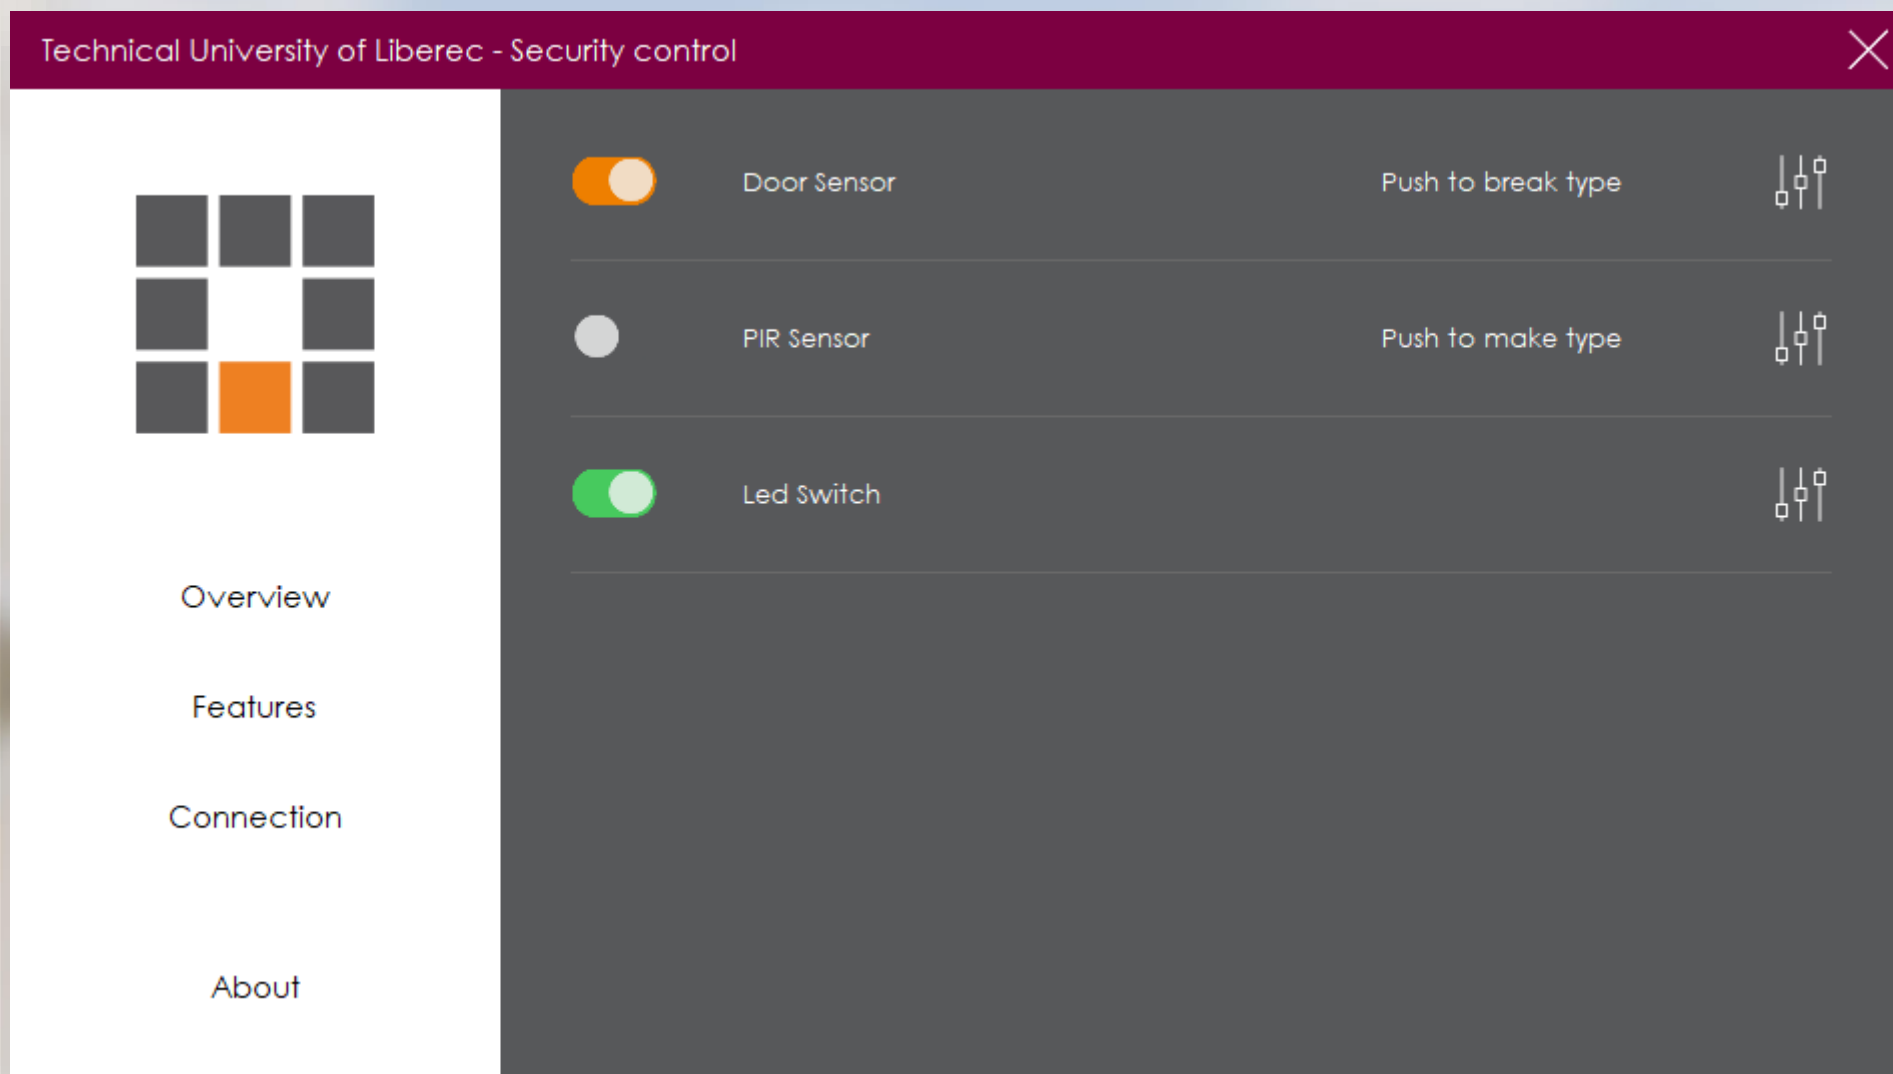 Technical University of Liberec - Security control
Door Sensor
Push to break type
PIR Sensor
Push to make type
Led Switch
Overview
Features
Connection
About